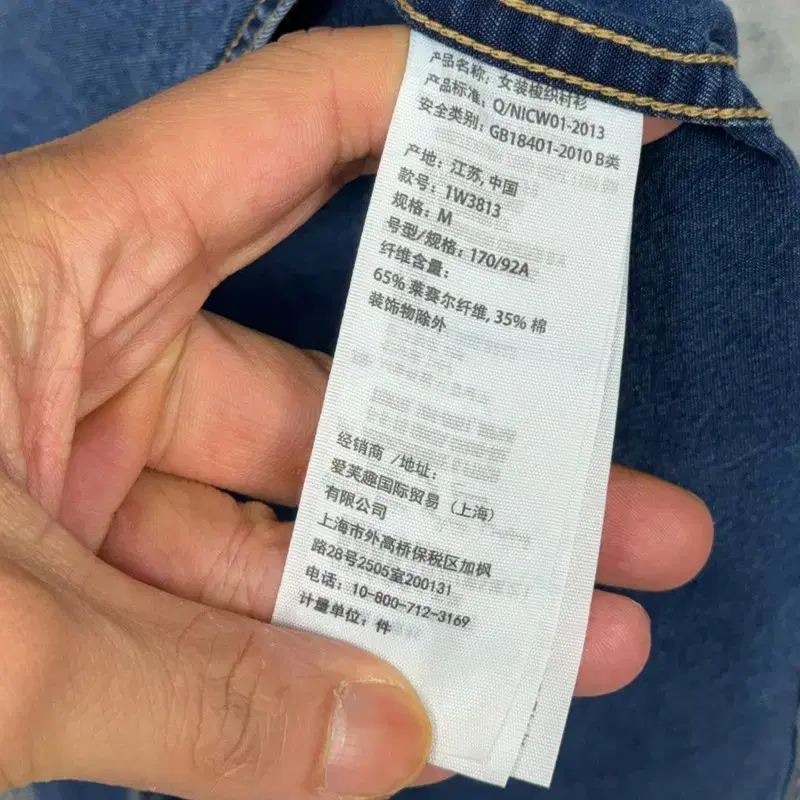 产品名称: 女装梭织衬衫
产品标准: Q/NICW01-2013
安全类别: GB18401-2010 B类
产地: 江苏, 中国
款号: 1W3813
规格: M
号型/规格: 170/92A
纤维含量:
65% 莱赛尔纤维, 35% 棉
装饰物除外
经销商 /地址:
爱芙趣国际贸易（上海）
有限公司
上海市外高桥保税区加枫
路28号2505室200131
电话: 10-800-712-3169
计量单位: 件